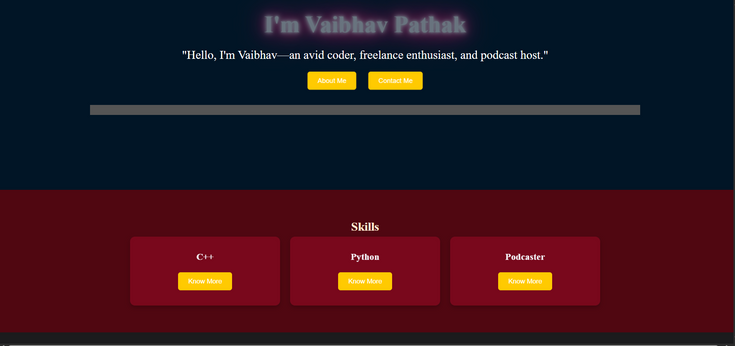 I'm Vaibhav Pathak
"Hello, I'm Vaibhav—an avid coder, freelance enthusiast, and podcast host."
About Me Contact Me
Skills
C++ Python Podcaster
Know More Know More Know More